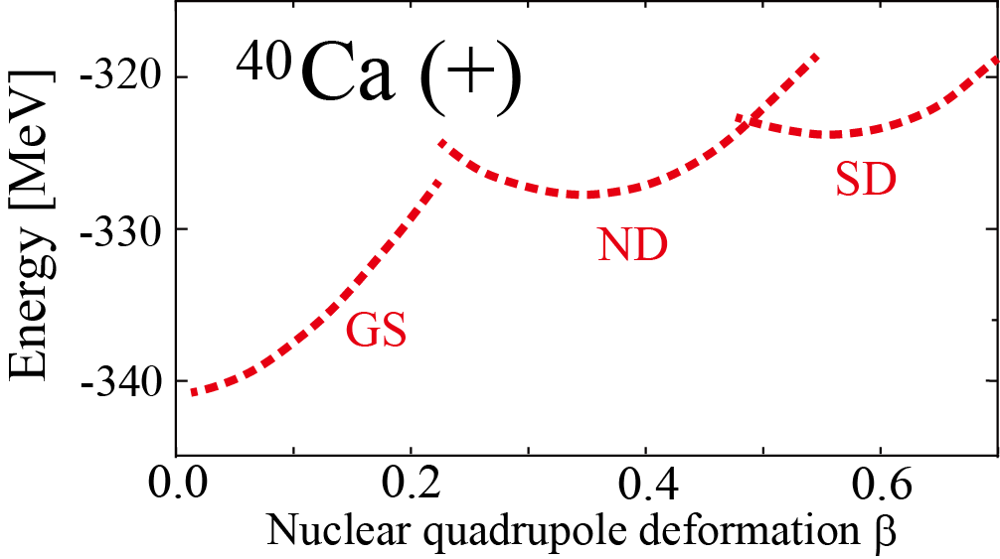 ⁴⁰Ca (+)
Energy [MeV]
-320
-330
-340
GS
ND
SD
0.0 0.2 0.4 0.6
Nuclear quadrupole deformation β